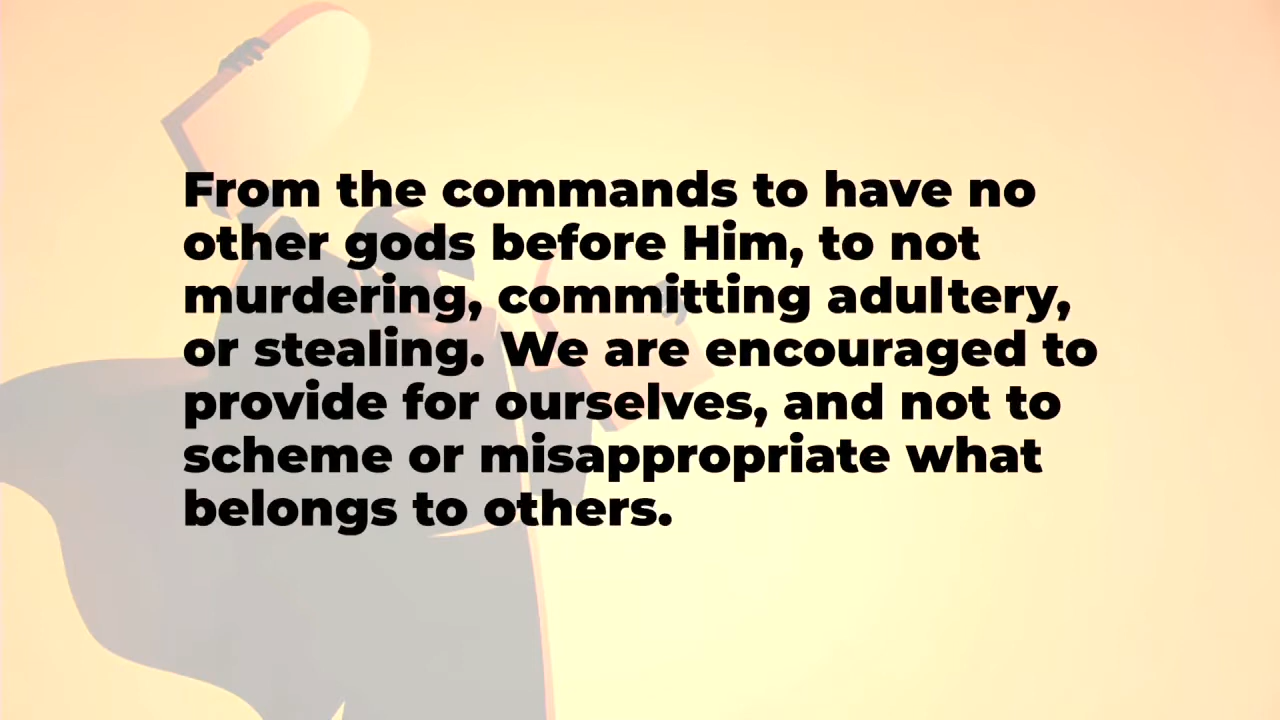 From the commands to have no
other gods before Him, to not
murdering, committing adultery,
or stealing. We are encouraged to
provide for ourselves, and not to
scheme or misappropriate what
belongs to others.